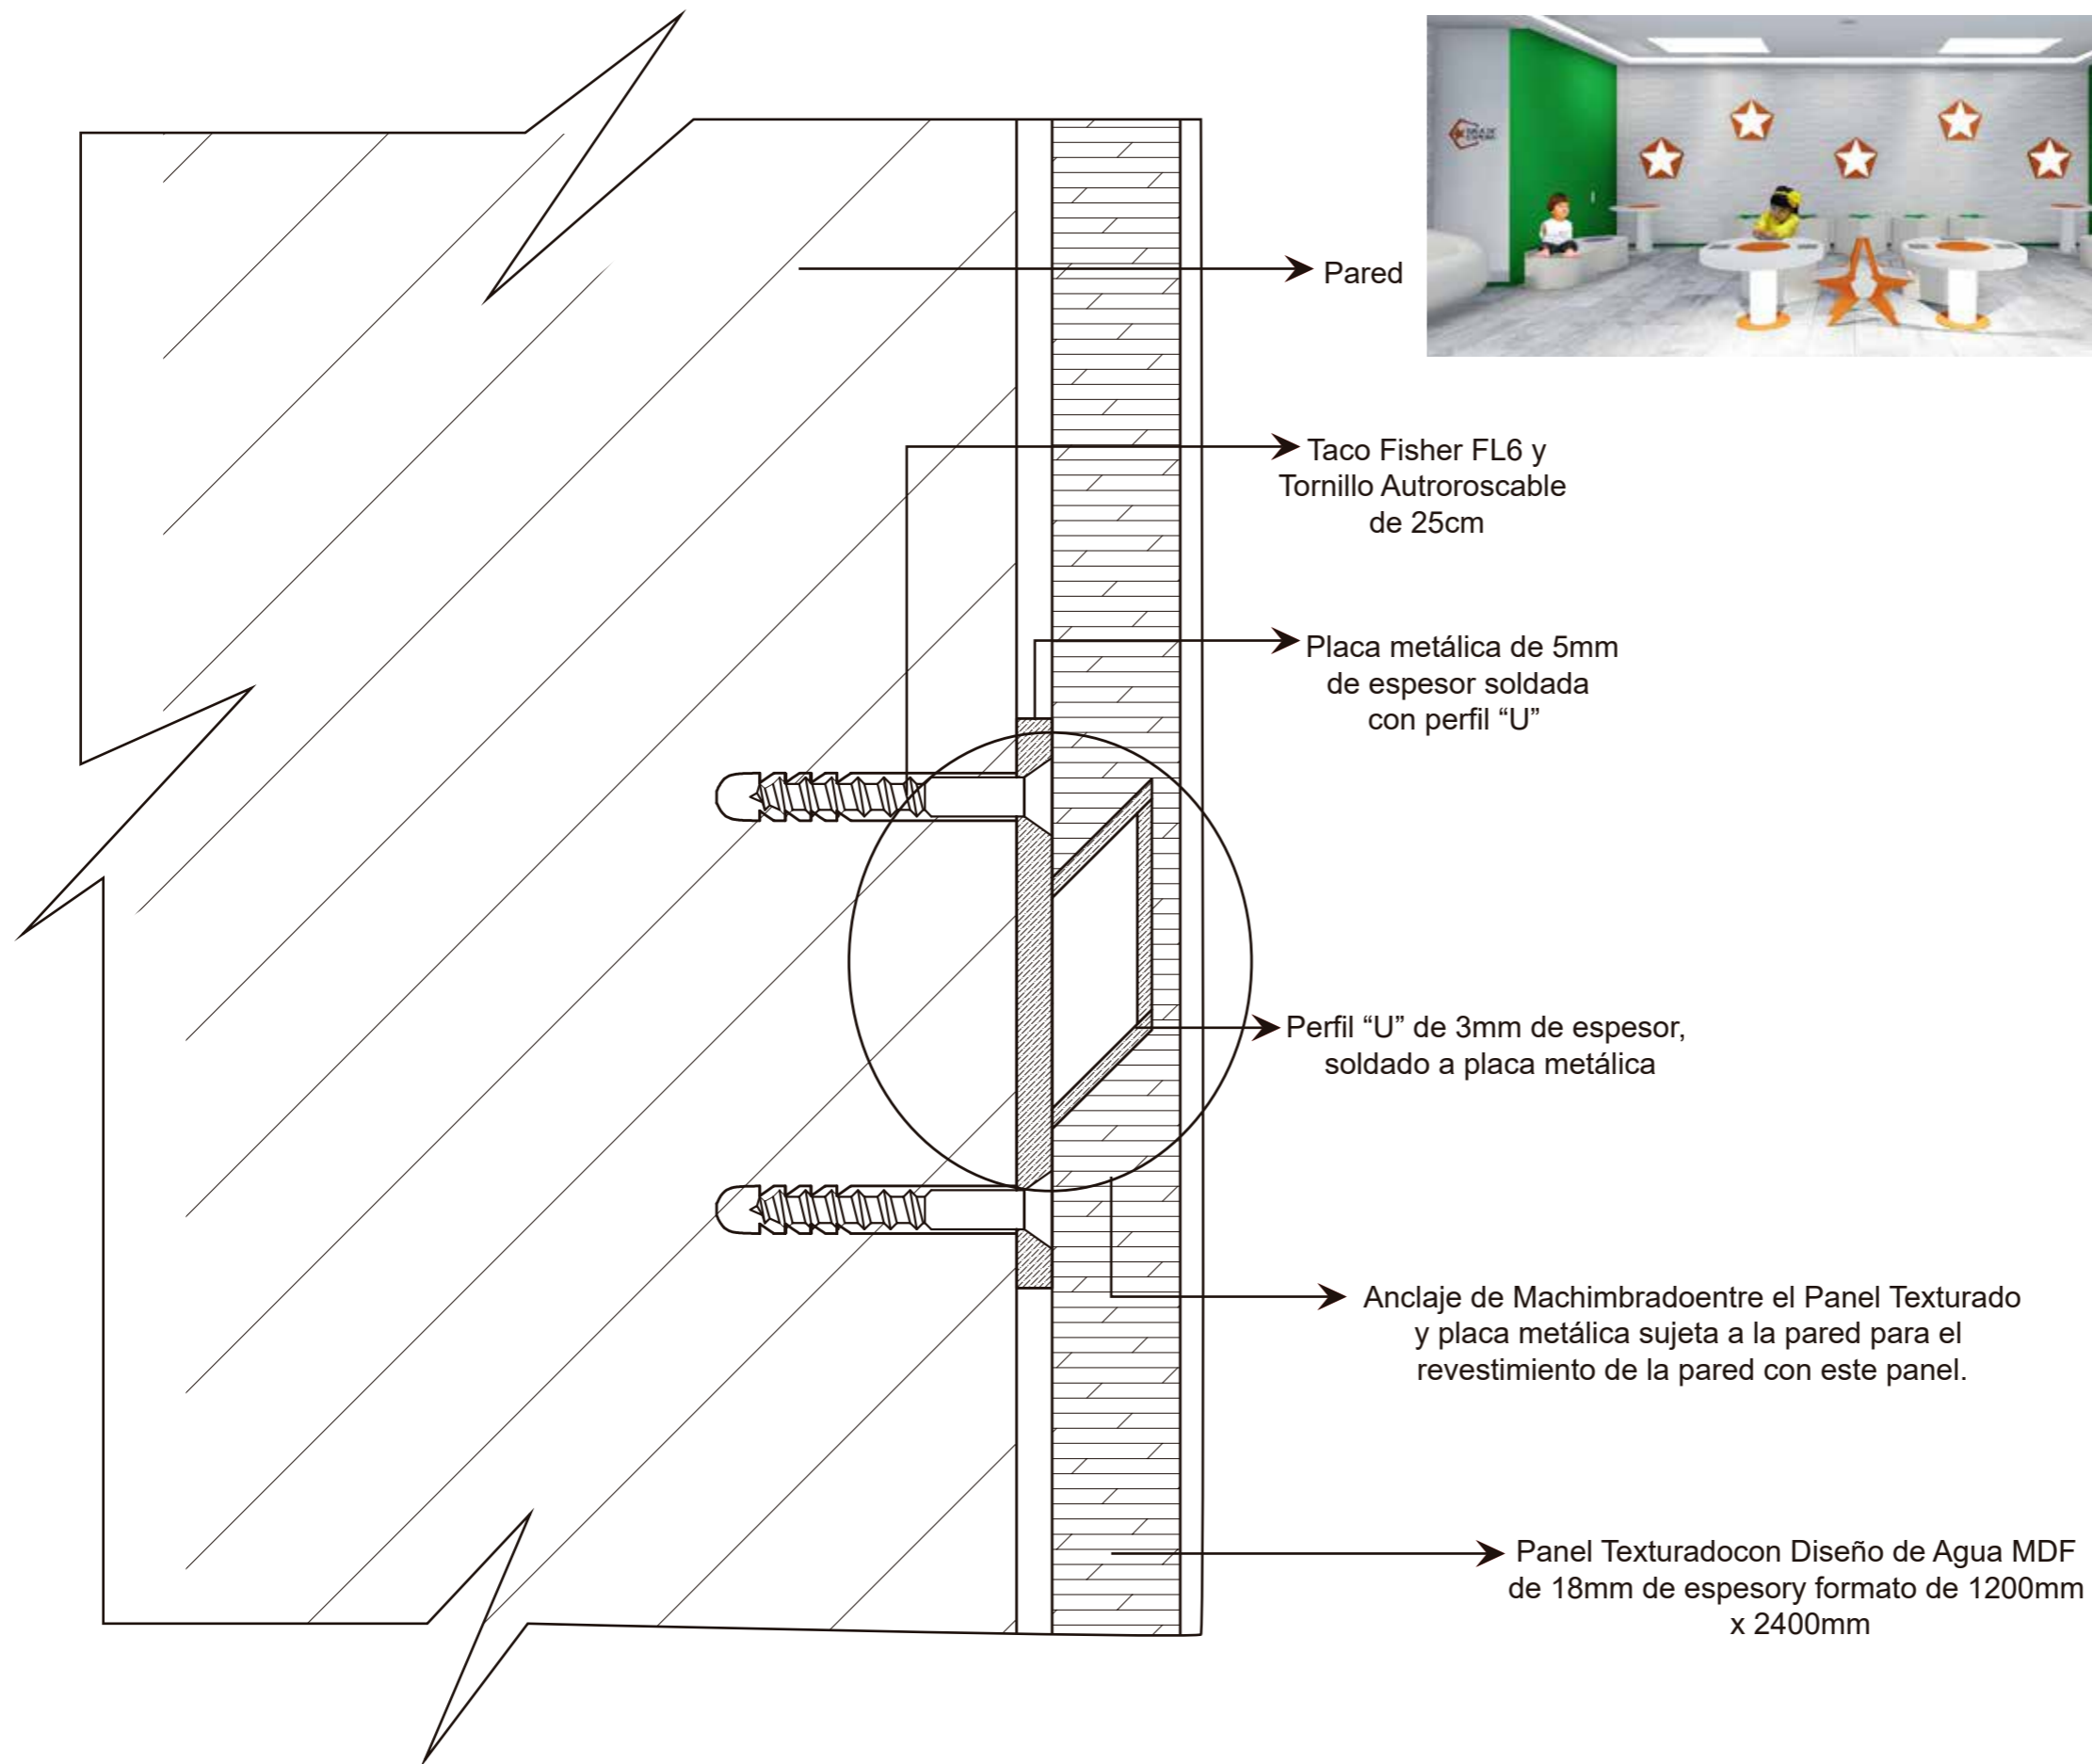 SALA DE
ESPERA
Pared
Taco Fisher FL6 y
Tornillo Autroroscable
de 25cm
Placa metálica de 5mm
de espesor soldada
con perfil “U”
Perfil “U” de 3mm de espesor,
soldado a placa metálica
Anclaje de Machimbradoentre el Panel Texturado
y placa metálica sujeta a la pared para el
revestimiento de la pared con este panel.
Panel Texturadocon Diseño de Agua MDF
de 18mm de espesory formato de 1200mm
x 2400mm